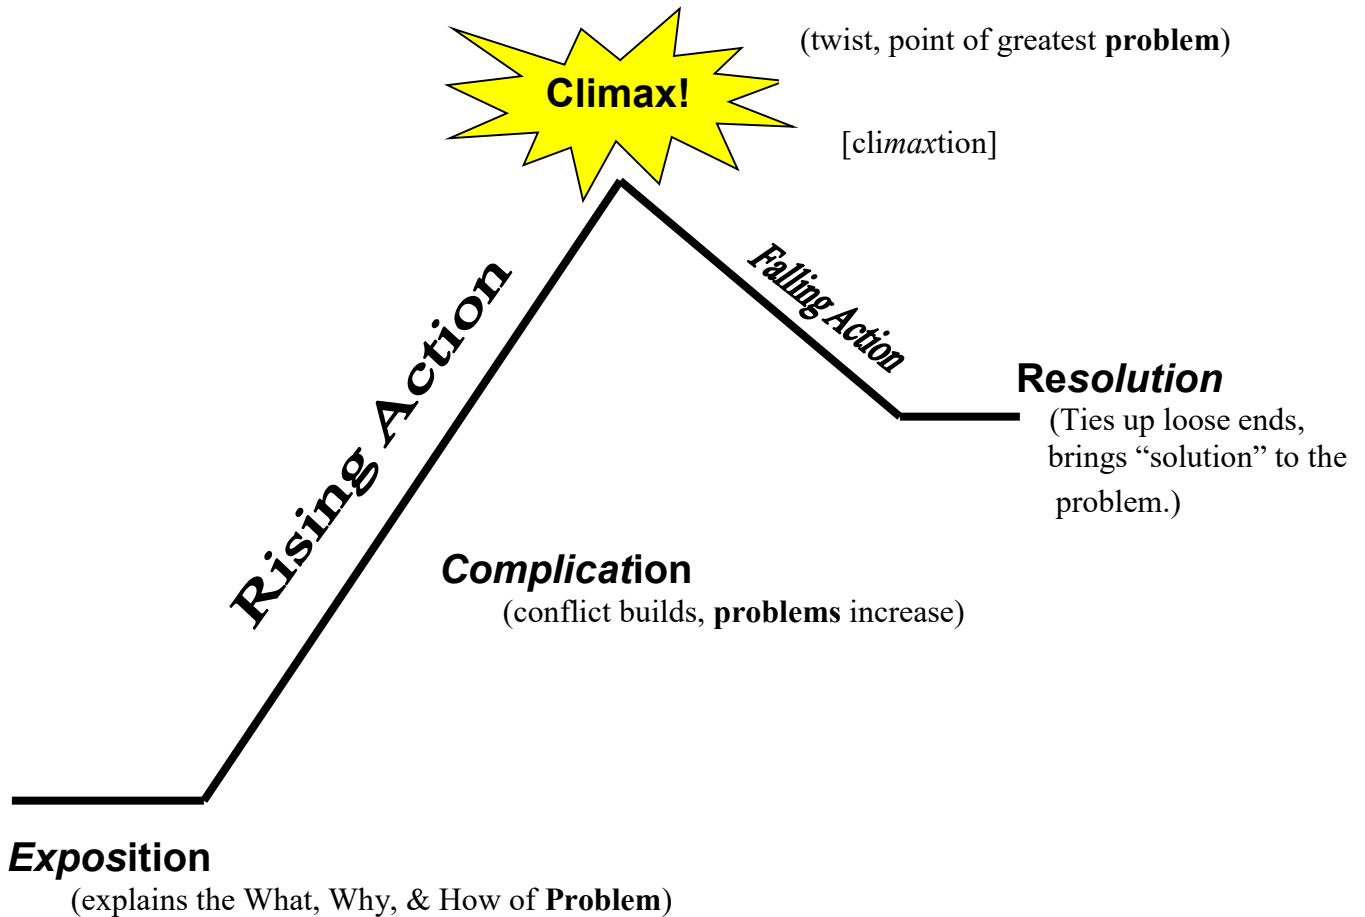 (twist, point of greatest problem)
Climax!
[climaxtion]
Rising Action
Falling Action
Resolution
(Ties up loose ends,
brings “solution” to the
problem.)
Complication
(conflict builds, problems increase)
Exposition
(explains the What, Why, & How of Problem)